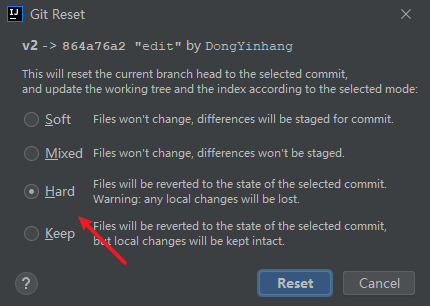 IJ
Git Reset
v2 -> 864a76a2 "edit" by DongYinhang
This will reset the current branch head to the selected commit,
and update the working tree and the index according to the selected mode:
Soft Files won't change, differences will be staged for commit.
Mixed Files won't change, differences won't be staged.
Hard Files will be reverted to the state of the selected commit.
Warning: any local changes will be lost.
Keep Files will be reverted to the state of the selected commit,
but local changes will be kept intact.
? Reset Cancel